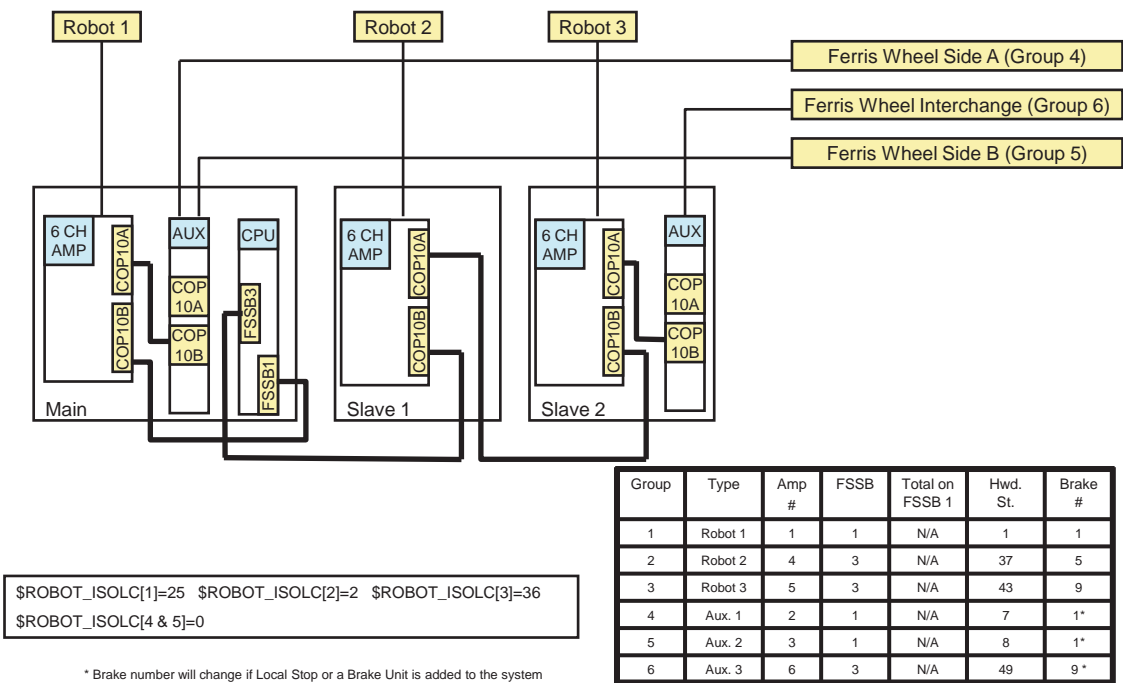 Robot 1
Robot 2
Robot 3
Ferris Wheel Side A (Group 4)
Ferris Wheel Interchange (Group 6)
Ferris Wheel Side B (Group 5)
6 CH
AMP
COP10A
COP10B
AUX
COP
10A
COP
10B
CPU
FSSB3
FSSB1
Main
6 CH
AMP
COP10A
COP10B
Slave 1
6 CH
AMP
COP10A
COP10B
AUX
COP
10A
COP
10B
Slave 2
Group Type Amp # FSSB Total on FSSB 1 Hwd. St. Brake #
1 Robot 1 1 1 N/A 1 1
2 Robot 2 4 3 N/A 37 5
3 Robot 3 5 3 N/A 43 9
4 Aux. 1 2 1 N/A 7 1*
5 Aux. 2 3 1 N/A 8 1*
6 Aux. 3 6 3 N/A 49 9 *
$ROBOT_ISOLC[1]=25 $ROBOT_ISOLC[2]=2 $ROBOT_ISOLC[3]=36
$ROBOT_ISOLC[4 & 5]=0
* Brake number will change if Local Stop or a Brake Unit is added to the system